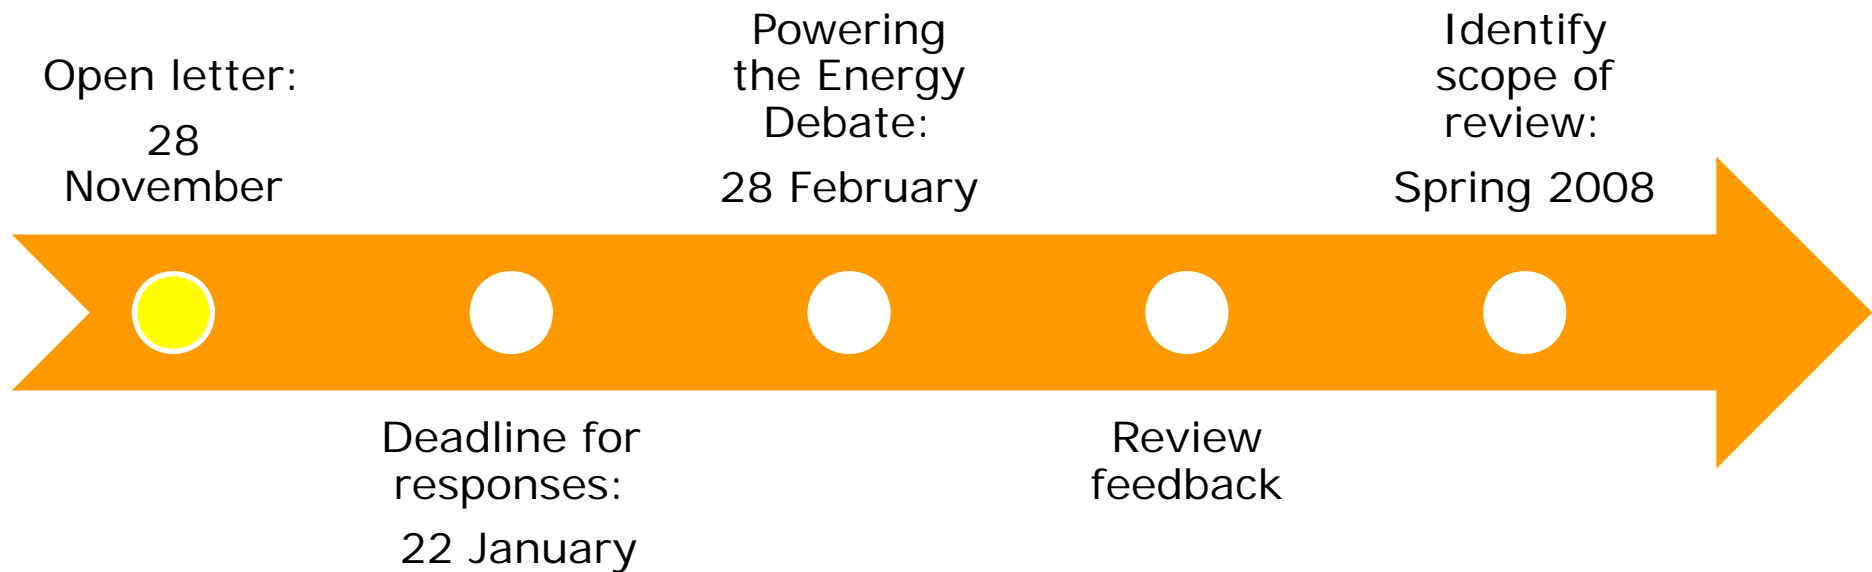 Open letter:
28
November
Deadline for
responses:
22 January
Powering
the Energy
Debate:
28 February
Review
feedback
Identify
scope of
review:
Spring 2008